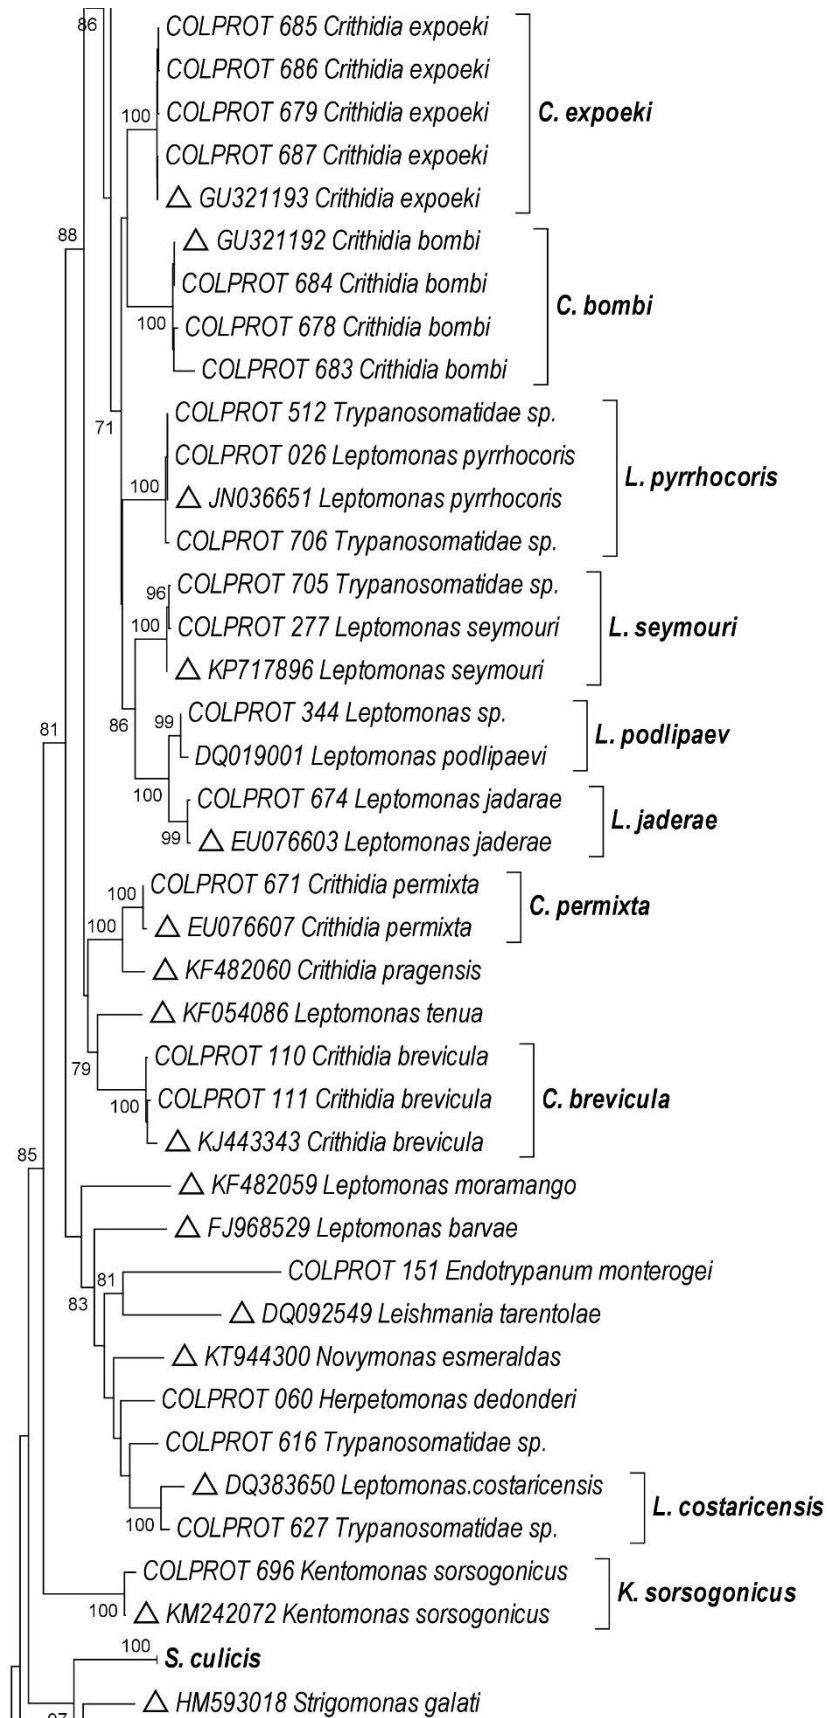 86
COLPROT 685 Crithidia expoeki
COLPROT 686 Crithidia expoeki
100
COLPROT 679 Crithidia expoeki
C. expoeki
COLPROT 687 Crithidia expoeki
GU321193 Crithidia expoeki
88
GU321192 Crithidia bombi
COLPROT 684 Crithidia bombi
C. bombi
100
COLPROT 678 Crithidia bombi
COLPROT 683 Crithidia bombi
COLPROT 512 Trypanosomatidae sp.
71
COLPROT 026 Leptomonas pyrrhocoris
L. pyrrhocoris
100
JN036651 Leptomonas pyrrhocoris
COLPROT 706 Trypanosomatidae sp.
COLPROT 705 Trypanosomatidae sp.
96
100
COLPROT 277 Leptomonas seymouri
L. seymouri
KP717896 Leptomonas seymouri
COLPROT 344 Leptomonas sp.
81
86
99
L. podlipaev
DQ019001 Leptomonas podlipaevi
100
COLPROT 674 Leptomonas jadarae
L. jaderae
99
EU076603 Leptomonas jaderae
COLPROT 671 Crithidia permixta
100
C. permixta
100
EU076607 Crithidia permixta
KF482060 Crithidia pragensis
KF054086 Leptomonas tenua
79
COLPROT 110 Crithidia brevicula
100
COLPROT 111 Crithidia brevicula
C. brevicula
KJ443343 Crithidia brevicula
85
KF482059 Leptomonas moramango
FJ968529 Leptomonas barvae
81
COLPROT 151 Endotrypanum monterogei
83
DQ092549 Leishmania tarentolae
KT944300 Novymonas esmeraldas
COLPROT 060 Herpetomonas dedonderi
COLPROT 616 Trypanosomatidae sp.
DQ383650 Leptomonas.costaricensis
L. costaricensis
100
COLPROT 627 Trypanosomatidae sp.
COLPROT 696 Kentomonas sorsogonicus
K. sorsogonicus
100
KM242072 Kentomonas sorsogonicus
100
S. culicis
HM593018 Strigomonas galati